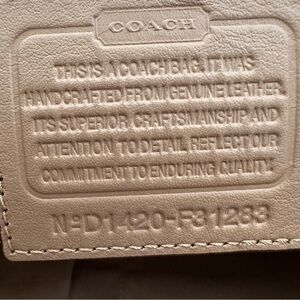 COACH
THIS IS A COACH BAG. IT WAS
HANDCRAFTED FROM GENUINE LEATHER.
ITS SUPERIOR CRAFTSMANSHIP AND
ATTENTION TO DETAIL REFLECT OUR
COMMITMENT TO ENDURING QUALITY.
Nº D1420-F31283